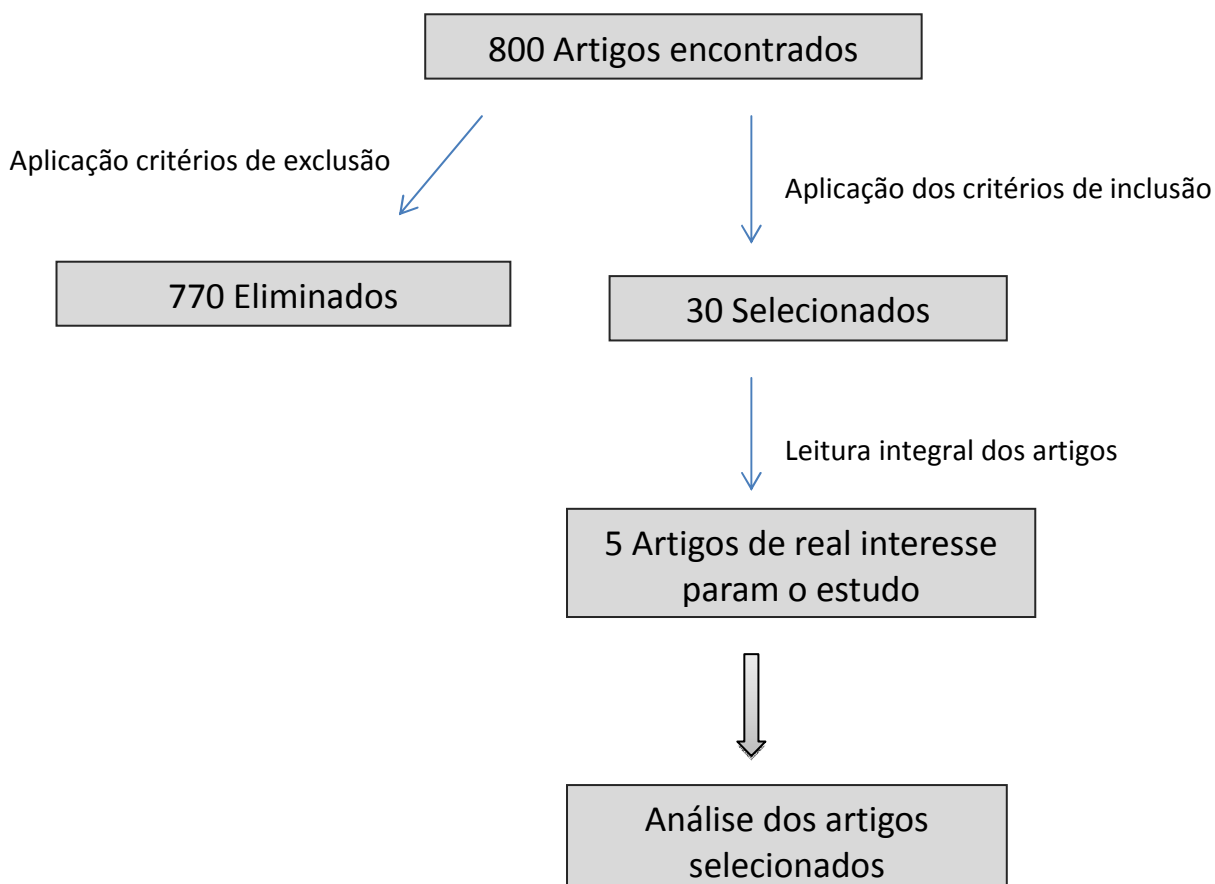 800 Artigos encontrados
Aplicação critérios de exclusão
Aplicação dos critérios de inclusão
770 Eliminados
30 Selecionados
Leitura integral dos artigos
5 Artigos de real interesse
param o estudo
Análise dos artigos
selecionados